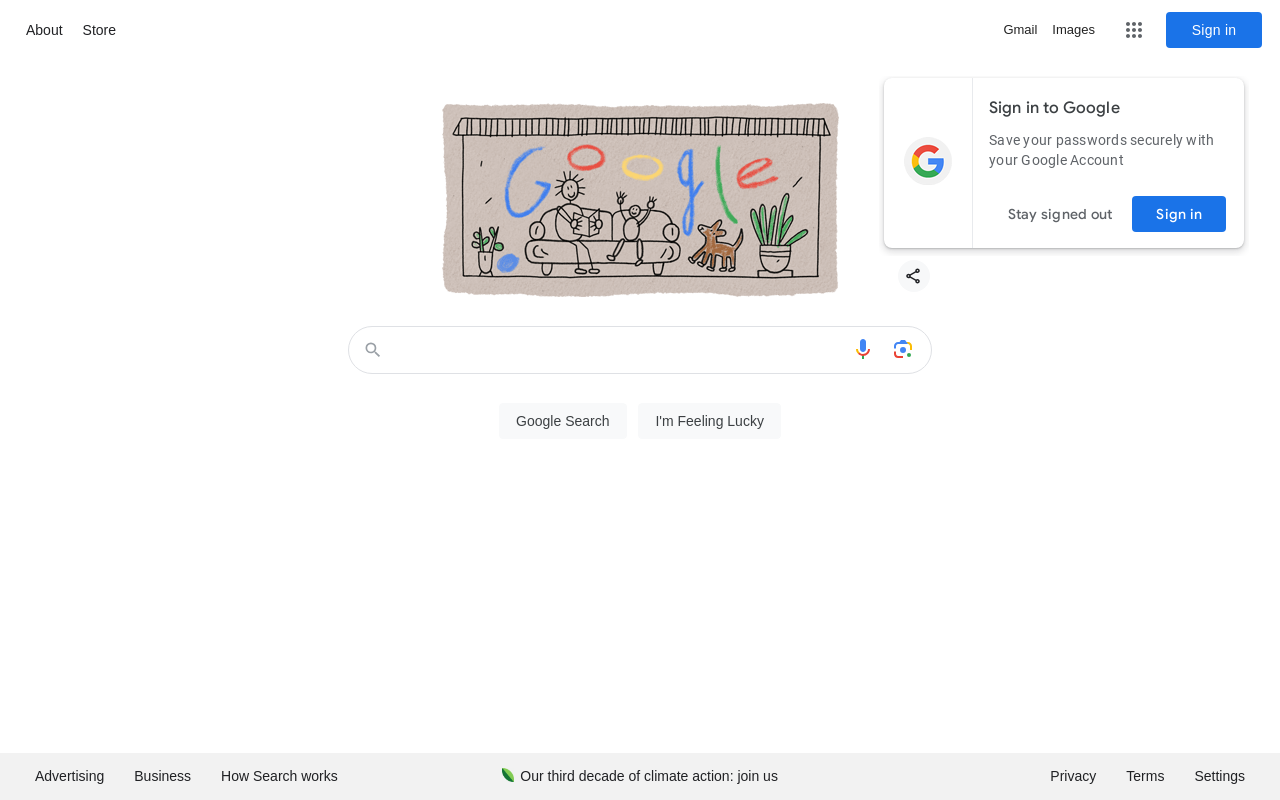 About
Store
Gmail
Images
Sign in
Google
Sign in to Google
Save your passwords securely with
your Google Account
Stay signed out
Sign in
Google Search
I'm Feeling Lucky
Advertising
Business
How Search works
Our third decade of climate action: join us
Privacy
Terms
Settings